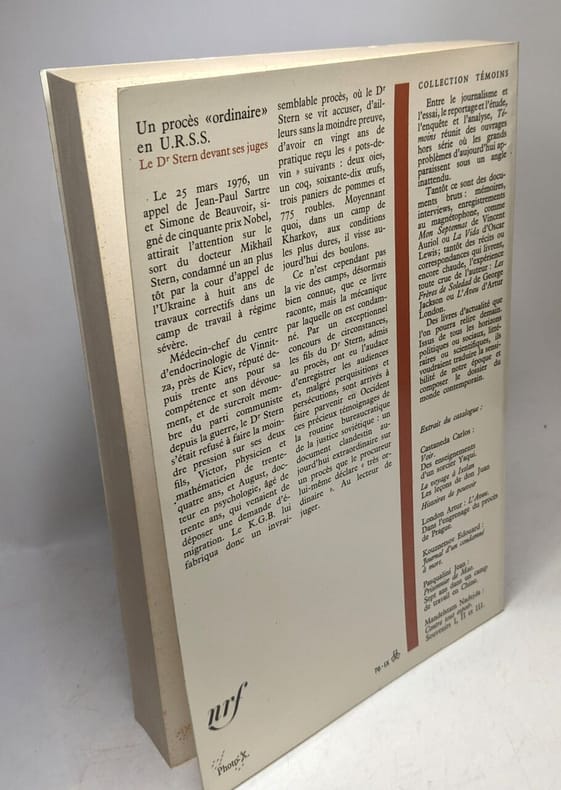 Un procès «ordinaire»
en U.R.S.S.
Le Dr Stern devant ses juges
Le 25 mars 1976, un
appel de Jean-Paul Sartre
et Simone de Beauvoir, si-
gné de cinquante prix Nobel,
attirait l'attention sur le
sort du docteur Mikhail
Stern, condamné un an plus
tôt par la cour d'appel de
l'Ukraine à huit ans de
travaux correctifs dans un
camp de travail à régime
sévère.
Médecin-chef du centre
d'endocrinologie de Vinnit-
za, près de Kiev, réputé de-
puis trente ans pour sa
compétence et son dévoue-
ment, et de surcroît mem-
bre du parti communiste
depuis la guerre, le Dr Stern
s'était refusé à faire la moin-
dre pression sur ses deux
fils, Victor, physicien et
mathématicien de trente-
quatre ans, et August, doc-
teur en psychologie, âgé de
trente ans, qui venaient de
déposer une demande d'é-
migration. Le K.G.B. lui
fabriqua donc un invrai-
semblable procès, où le Dr
Stern se vit accuser, d'ail-
leurs sans la moindre preuve,
d'avoir en vingt ans de
pratique reçu les « pots-de-
vin » suivants : deux oies,
un coq, soixante-dix œufs,
trois paniers de pommes et
775 roubles. Moyennant
quoi, dans un camp de
Kharkov, aux conditions
les plus dures, il visse au-
jourd'hui des boulons.
Ce n'est cependant pas
la vie des camps, désormais
bien connue, que ce livre
raconte, mais la mécanique
par laquelle on est condam-
né. Par un exceptionnel
concours de circonstances,
les fils du Dr Stern, admis
au procès, ont eu l'audace
d'enregistrer les audiences
et, malgré perquisitions et
persécutions, sont arrivés à
faire parvenir en Occident
ces précieux témoignages de
la routine bureaucratique
de la justice soviétique : un
document clandestin au-
jourd'hui extraordinaire sur
un procès que le procureur
lui-même déclare « très or-
dinaire ». Au lecteur de
juger.
COLLECTION TÉMOINS
Entre le journalisme et
l'essai, le reportage et l'étude,
l'enquête et l'analyse, Té-
moins réunit des ouvrages
hors série où les grands
problèmes d'aujourd'hui ap-
paraissent sous un angle
inattendu.
Tantôt ce sont des docu-
ments bruts : mémoires,
interviews, enregistrements
au magnétophone, comme
Mon Septennat de Vincent
Auriol ou La Vida d'Oscar
Lewis ; tantôt des récits ou
correspondances qui livrent,
encore chaude, l'expérience
toute crue de l'auteur : Les
Frères de Soledad de George
Jackson ou L'Aveu d'Artur
London.
Des livres d'actualité que
l'on pourra relire demain.
Issus de tous les horizons,
politiques ou sociaux, litté-
raires ou scientifiques, ils
voudraient traduire la sensi-
bilité de notre époque et
composer le dossier du
monde contemporain.
Extrait du catalogue :
Castaneda Carlos :
Voir.
Des enseignements
d'un sorcier Yaqui.
Le voyage à Ixtlan
Les leçons de don Juan
Histoires de pouvoir
London Artur : L'Aveu.
Dans l'engrenage du procès
de Prague.
Kouznetsov Edouard :
Journal d'un condamné
à mort.
Pasqualini Jean :
Prisonnier de Mao.
Sept ans dans un camp
de travail en Chine.
Mandelstam Nadejda :
Contre tout espoir.
Souvenirs I, II et III.
76-IX
nrf
Photo X.